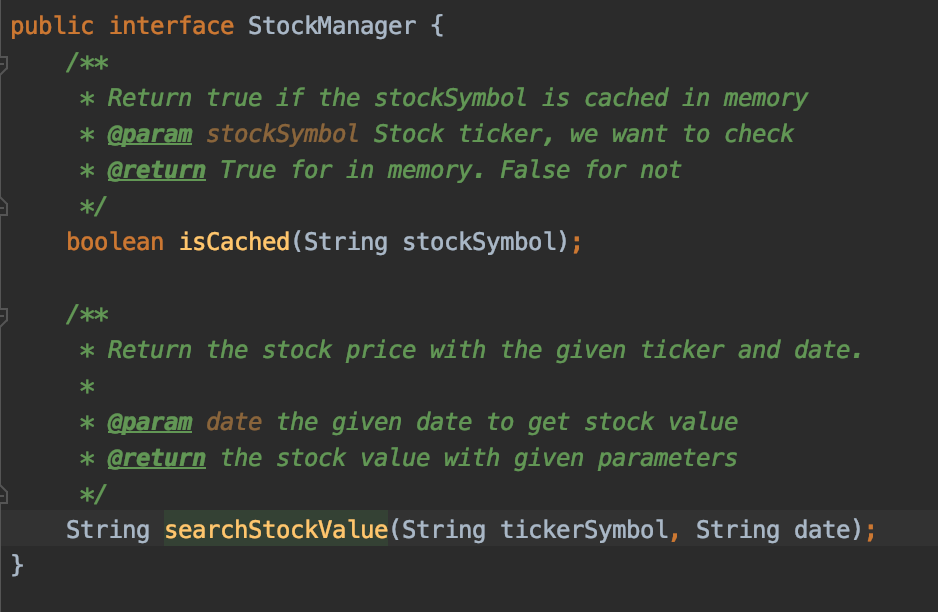 public interface StockManager {
/**
* Return true if the stockSymbol is cached in memory
* @param stockSymbol Stock ticker, we want to check
* @return True for in memory. False for not
*/
boolean isCached(String stockSymbol);
/**
* Return the stock price with the given ticker and date.
*
* @param date the given date to get stock value
* @return the stock value with given parameters
*/
String searchStockValue(String tickerSymbol, String date);
}